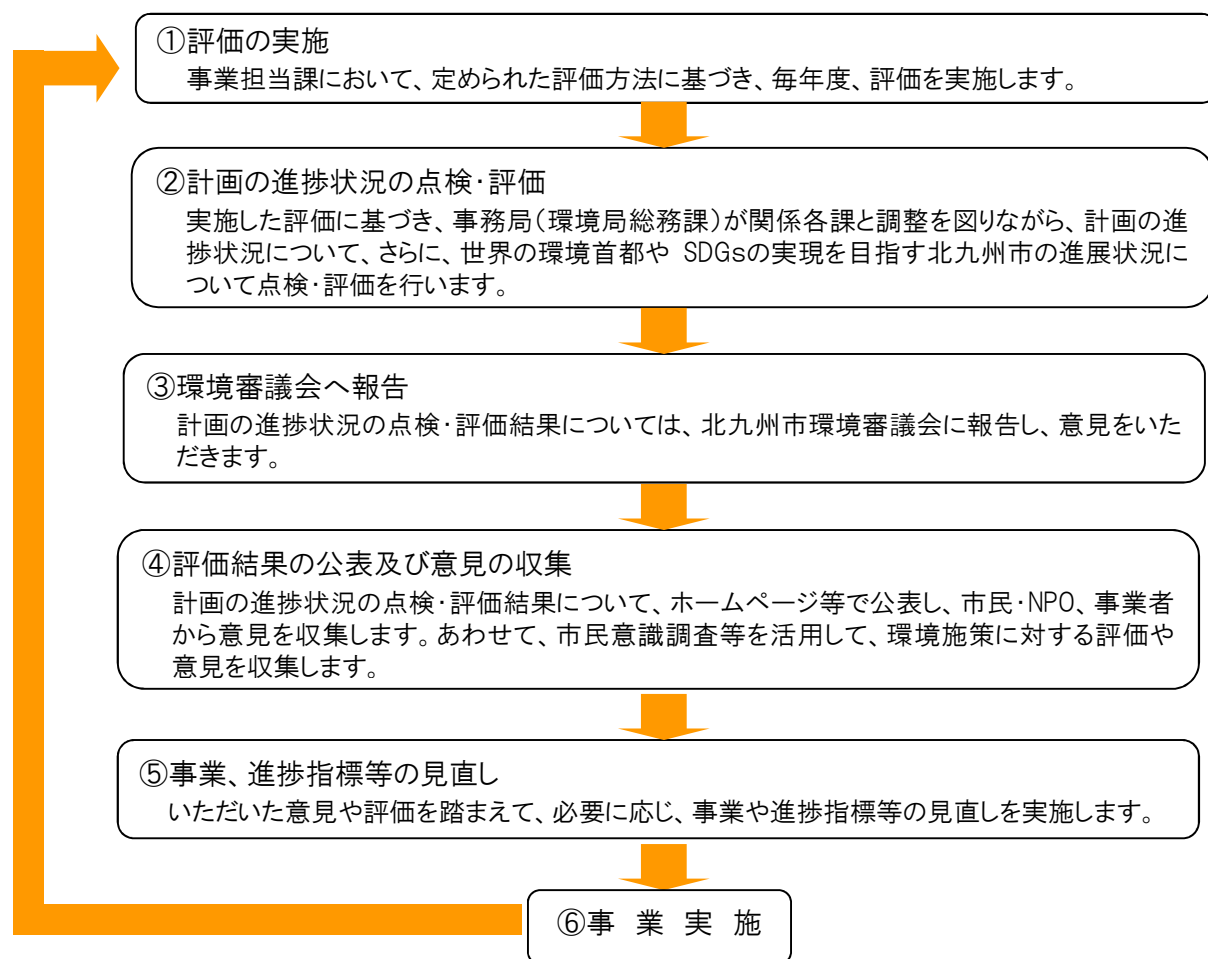 ①評価の実施
事業担当課において、定められた評価方法に基づき、毎年度、評価を実施します。
②計画の進捗状況の点検・評価
実施した評価に基づき、事務局（環境局総務課）が関係各課と調整を図りながら、計画の進
捗状況について、さらに、世界の環境首都や SDGsの実現を目指す北九州市の進展状況に
ついて点検・評価を行います。
③環境審議会へ報告
計画の進捗状況の点検・評価結果については、北九州市環境審議会に報告し、意見をいた
だきます。
④評価結果の公表及び意見の収集
計画の進捗状況の点検・評価結果について、ホームページ等で公表し、市民・NPO、事業者
から意見を収集します。あわせて、市民意識調査等を活用して、環境施策に対する評価や
意見を収集します。
⑤事業、進捗指標等の見直し
いただいた意見や評価を踏まえて、必要に応じ、事業や進捗指標等の見直しを実施します。
⑥事 業 実 施